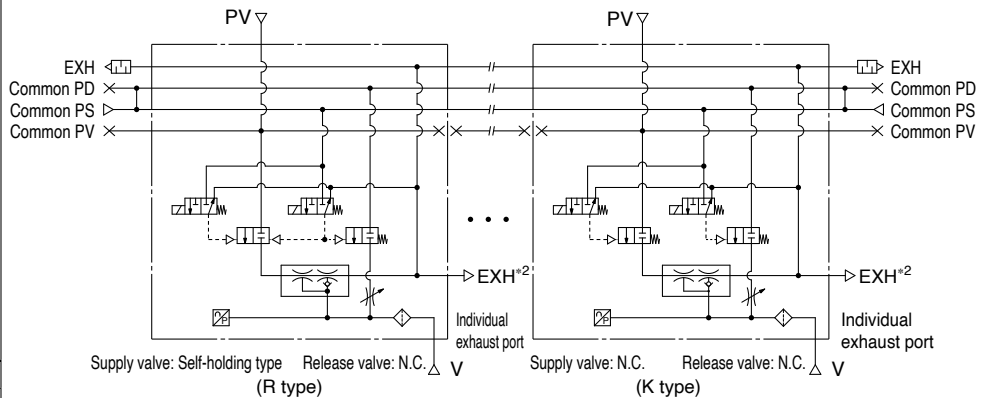 PV
PV
EXH
EXH
Common PD
Common PD
Common PS
Common PS
Common PV
Common PV
• • •
EXH*2
EXH*2
P
P
Individual
exhaust port
Individual
exhaust port
Supply valve: Self-holding type
Release valve: N.C.
V
Supply valve: N.C.
Release valve: N.C.
V
(R type)
(K type)